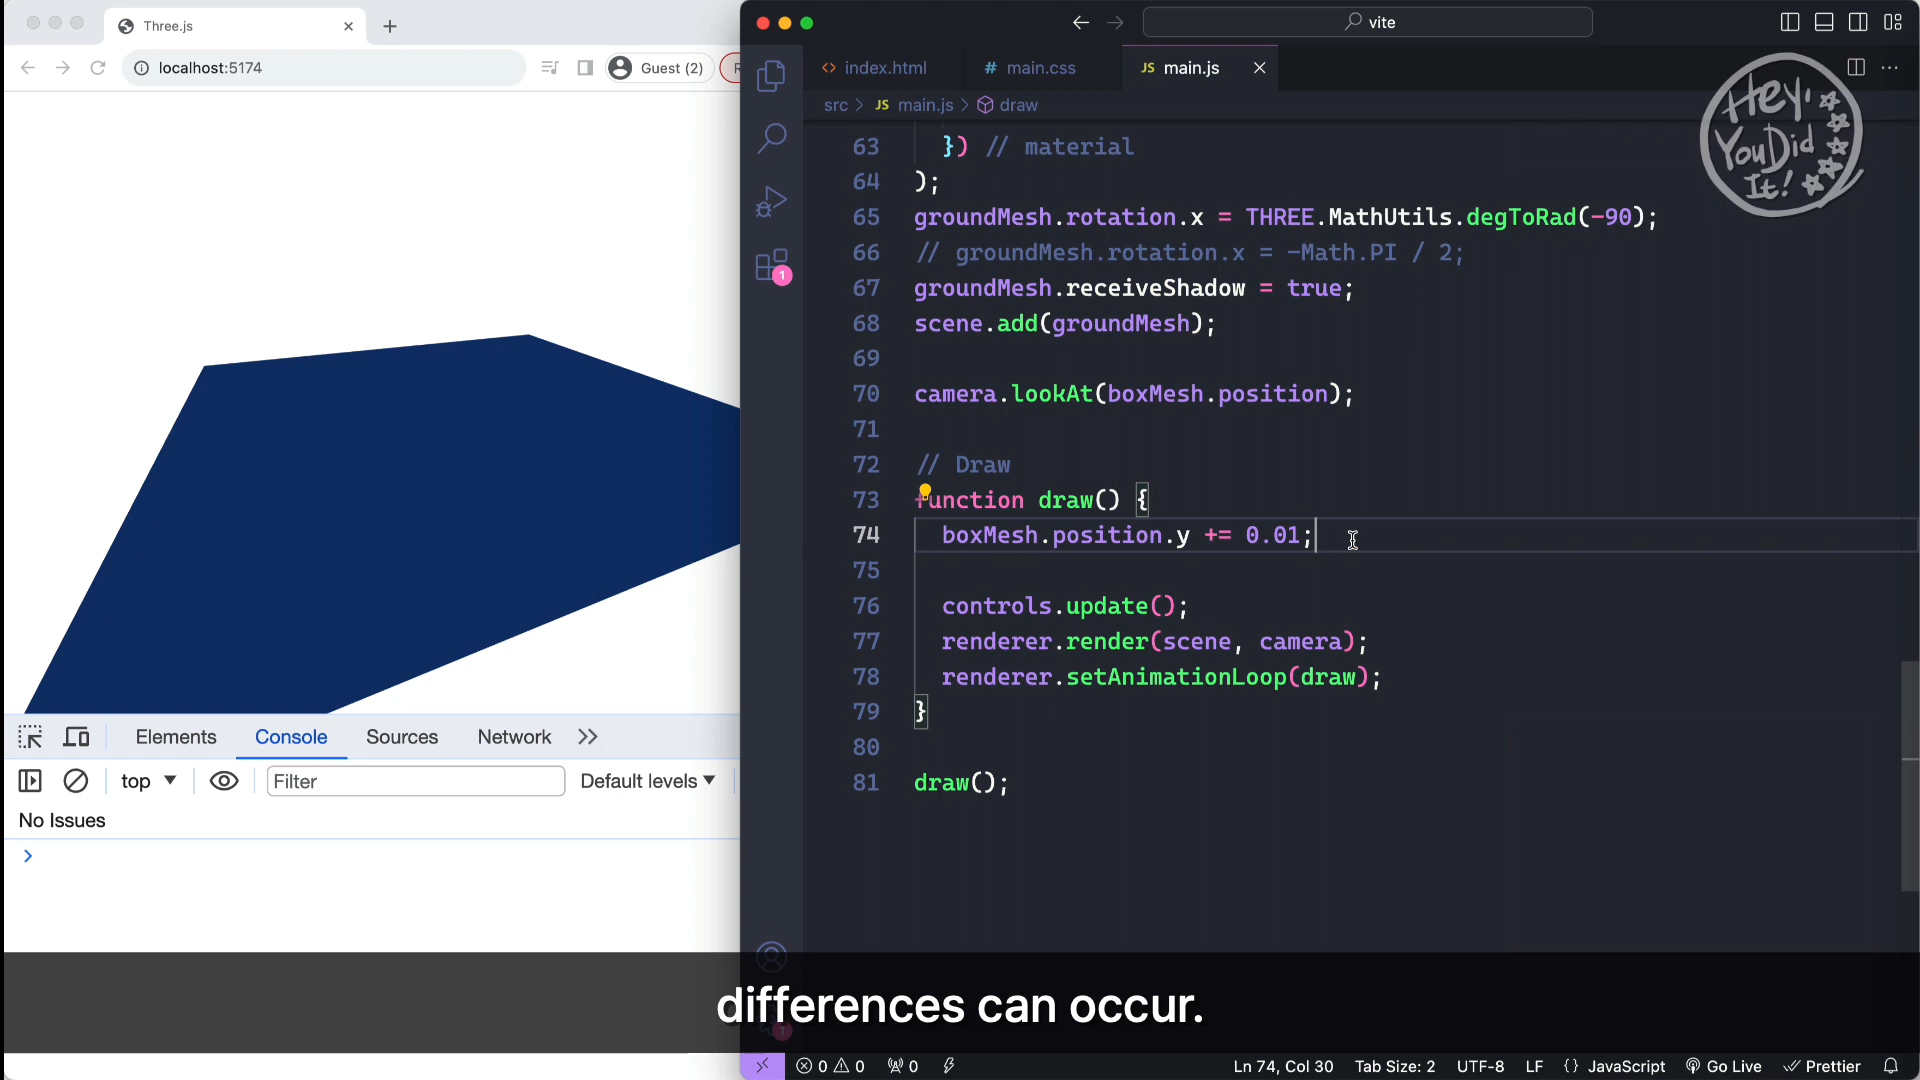 Three.js
localhost:5174
Guest (2)
Elements
Console
Sources
Network
top
Filter
Default levels
No Issues
vite
index.html
# main.css
JS main.js
src > JS main.js > draw
63 }) // material
64 );
65 groundMesh.rotation.x = THREE.MathUtils.degToRad(-90);
66 // groundMesh.rotation.x = -Math.PI / 2;
67 groundMesh.receiveShadow = true;
68 scene.add(groundMesh);
69
70 camera.lookAt(boxMesh.position);
71
72 // Draw
73 function draw() {
74 boxMesh.position.y += 0.01;
75
76 controls.update();
77 renderer.render(scene, camera);
78 renderer.setAnimationLoop(draw);
79 }
80
81 draw();
1
Hey!
You Did
It!
differences can occur.
0 0 0
Ln 74, Col 30
Tab Size: 2
UTF-8
LF
{} JavaScript
Go Live
Prettier